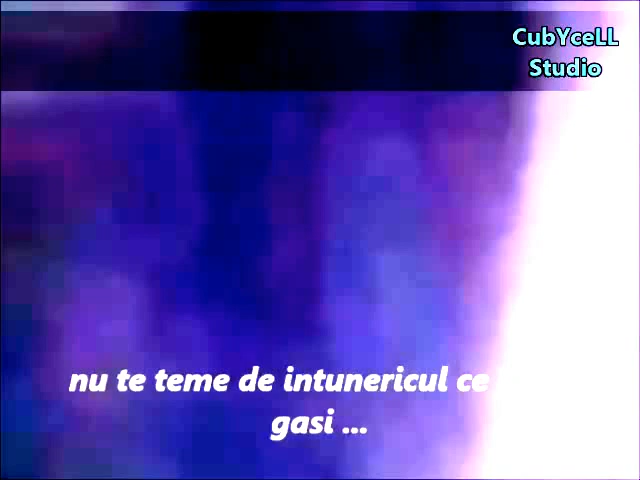 CubYceLL
Studio
nu te teme de intunericul ce
gasi ...